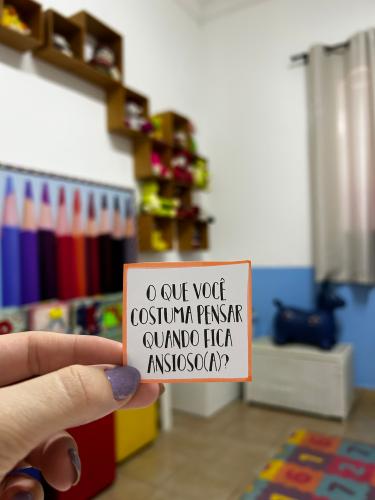 O QUE VOCÊ
COSTUMA PENSAR
QUANDO FICA
ANSIOSO(A)?